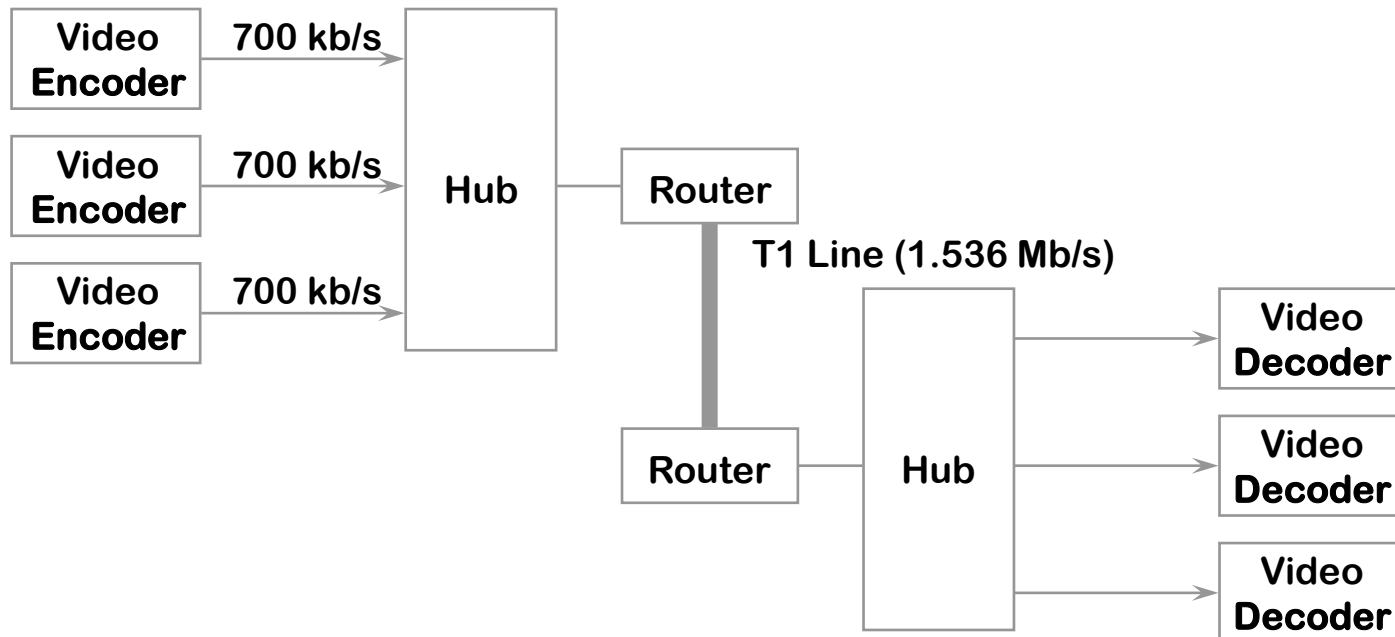 Video
Encoder
700 kb/s
Video
Encoder
700 kb/s
Video
Encoder
700 kb/s
Hub
Router
T1 Line (1.536 Mb/s)
Router
Hub
Video
Decoder
Video
Decoder
Video
Decoder